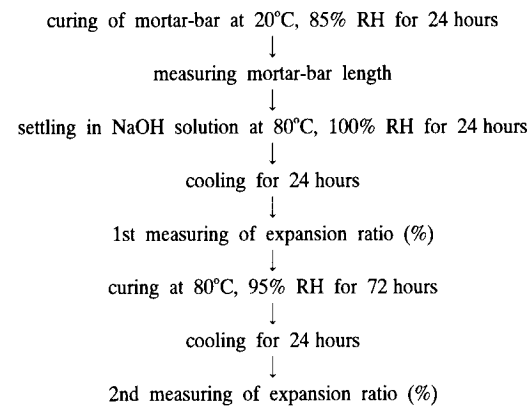 curing of mortar-bar at 20°C, 85% RH for 24 hours
measuring mortar-bar length
settling in NaOH solution at 80°C, 100% RH for 24 hours
cooling for 24 hours
1st measuring of expansion ratio (%)
curing at 80°C, 95% RH for 72 hours
cooling for 24 hours
2nd measuring of expansion ratio (%)